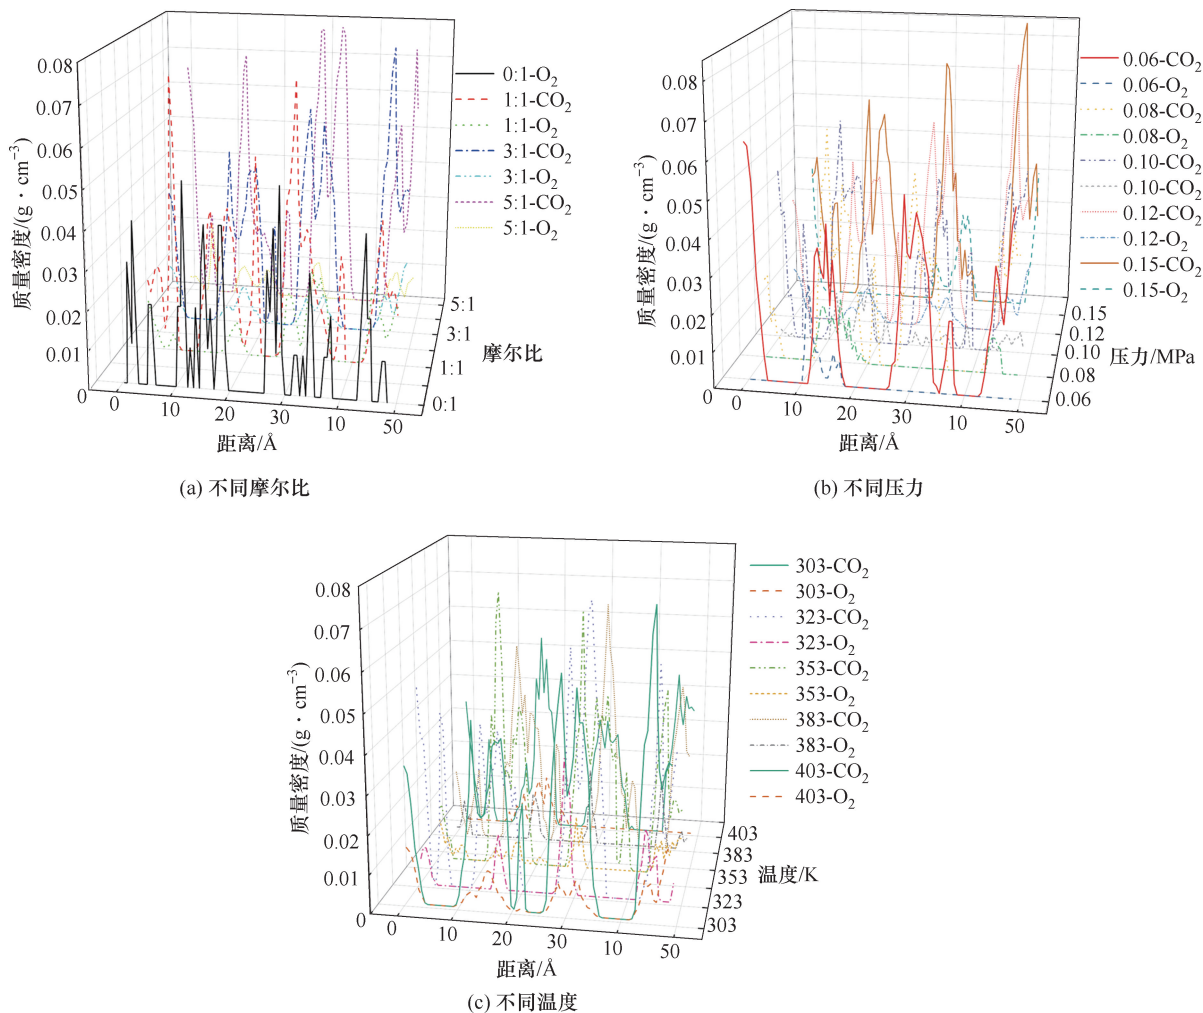 0.08
0.07
0.06
0.05
0.04
0.03
0.02
0.01
0
质量密度/(g·cm⁻³)
0
10
20
30
10
50
距离/Å
5:1
3:1
1:1
0:1
摩尔比
0:1-O₂
1:1-CO₂
1:1-O₂
3:1-CO₂
3:1-O₂
5:1-CO₂
5:1-O₂
(a) 不同摩尔比
0.08
0.07
0.06
0.05
0.04
0.03
0.02
0.01
0
质量密度/(g·cm⁻³)
0
10
20
30
10
50
距离/Å
0.15
0.12
0.10
0.08
0.06
压力/MPa
0.06-CO₂
0.06-O₂
0.08-CO₂
0.08-O₂
0.10-CO₂
0.10-CO₂
0.12-CO₂
0.12-O₂
0.15-CO₂
0.15-O₂
(b) 不同压力
0.08
0.07
0.06
0.05
0.04
0.03
0.02
0.01
0
质量密度/(g·cm⁻³)
0
10
20
30
10
50
距离/Å
403
383
353
323
303
温度/K
303-CO₂
303-O₂
323-CO₂
323-O₂
353-CO₂
353-O₂
383-CO₂
383-O₂
403-CO₂
403-O₂
(c) 不同温度